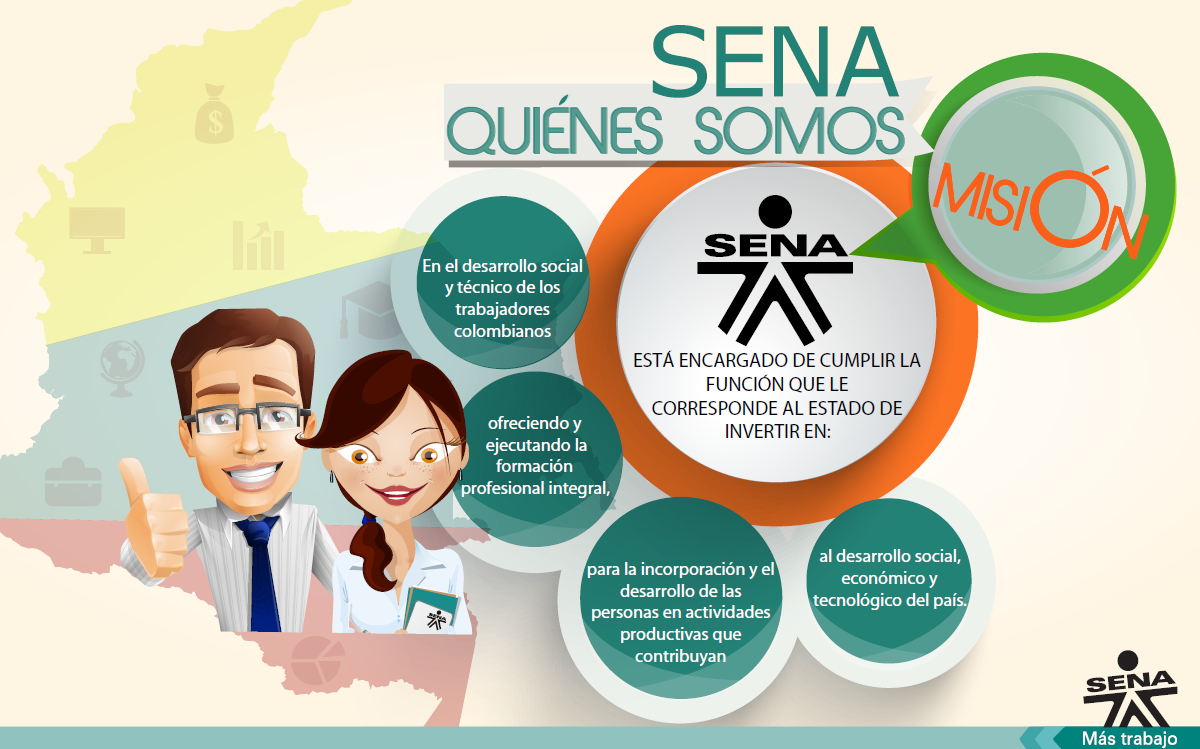 SENA
QUIÉNES SOMOS
MISIÓN
SENA
ESTÁ ENCARGADO DE CUMPLIR LA
FUNCIÓN QUE LE
CORRESPONDE AL ESTADO DE
INVERTIR EN:
En el desarrollo social
y técnico de los
trabajadores
colombianos
ofreciendo y
ejecutando la
formación
profesional integral,
para la incorporación y el
desarrollo de las
personas en actividades
productivas que
contribuyan
al desarrollo social,
económico y
tecnológico del país.
$
SENA
SENA
Más trabajo